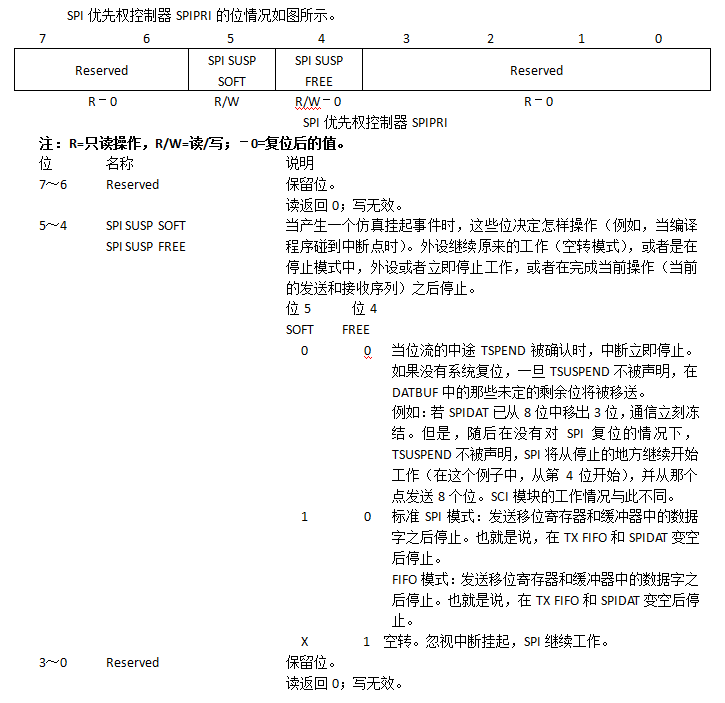 SPI 优先权控制器 SPIPRI 的位情况如图所示。
7 6 5 4 3 2 1 0
Reserved SPI SUSP SOFT SPI SUSP FREE Reserved
R－0 R/W R/W－0 R－0
SPI 优先权控制器 SPIPRI
注：R=只读操作，R/W=读/写；－0=复位后的值。
位 名称 说明
7～6 Reserved 保留位。
读返回 0；写无效。
5～4 SPI SUSP SOFT 当产生一个仿真挂起事件时，这些位决定怎样操作（例如，当编译
SPI SUSP FREE 程序碰到中断点时）。外设继续原来的工作（空转模式），或者是在
停止模式中，外设或者立即停止工作，或者在完成当前操作（当前
的发送和接收序列）之后停止。
位 5 位 4
SOFT FREE
0 0 当位流的中途 TSPEND 被确认时，中断立即停止。
如果没有系统复位，一旦 TSUSPEND 不被声明，在
DATBUF 中的那些未定的剩余位将被移送。
例如：若 SPIDAT 已从 8 位中移出 3 位，通信立刻冻
结。但是，随后在没有对 SPI 复位的情况下，
TSUSPEND 不被声明，SPI 将从停止的地方继续开始
工作（在这个例子中，从第 4 位开始），并从那个
点发送 8 个位。SCI 模块的工作情况与此不同。
1 0 标准 SPI 模式：发送移位寄存器和缓冲器中的数据
字之后停止。也就是说，在 TX FIFO 和 SPIDAT 变空
后停止。
FIFO 模式：发送移位寄存器和缓冲器中的数据字之
后停止。也就是说，在 TX FIFO 和 SPIDAT 变空后停
止。
X 1 空转。忽视中断挂起，SPI 继续工作。
3～0 Reserved 保留位。
读返回 0；写无效。